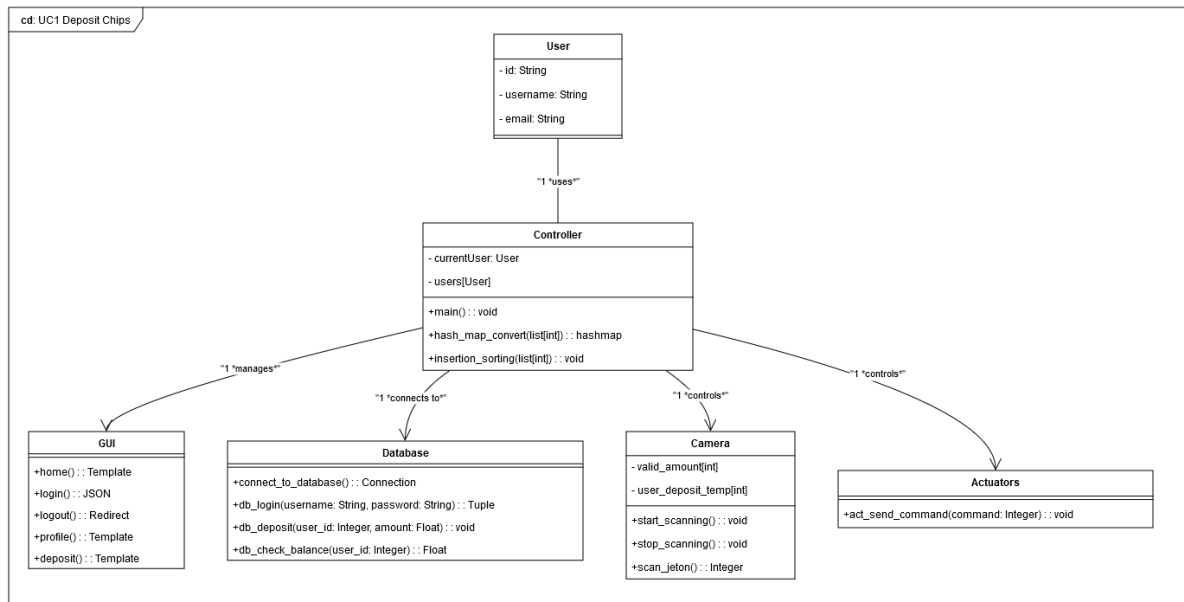 cd: UC1 Deposit Chips
User
- id: String
- username: String
- email: String
"1 *uses*"
Controller
- currentUser: User
- users[User]
+main() : : void
+hash_map_convert(list[int]) : : hashmap
+insertion_sorting(list[int]) : : void
"1 *manages*"
"1 *connects to*"
"1 *controls*"
"1 *controls*"
GUI
+home() : : Template
+login() : : JSON
+logout() : : Redirect
+profile() : : Template
+deposit() : : Template
Database
+connect_to_database() : : Connection
+db_login(username: String, password: String) : : Tuple
+db_deposit(user_id: Integer, amount: Float) : : void
+db_check_balance(user_id: Integer) : : Float
Camera
- valid_amount[int]
- user_deposit_temp[int]
+start_scanning() : : void
+stop_scanning() : : void
+scan_jeton() : : Integer
Actuators
+act_send_command(command: Integer) : : void